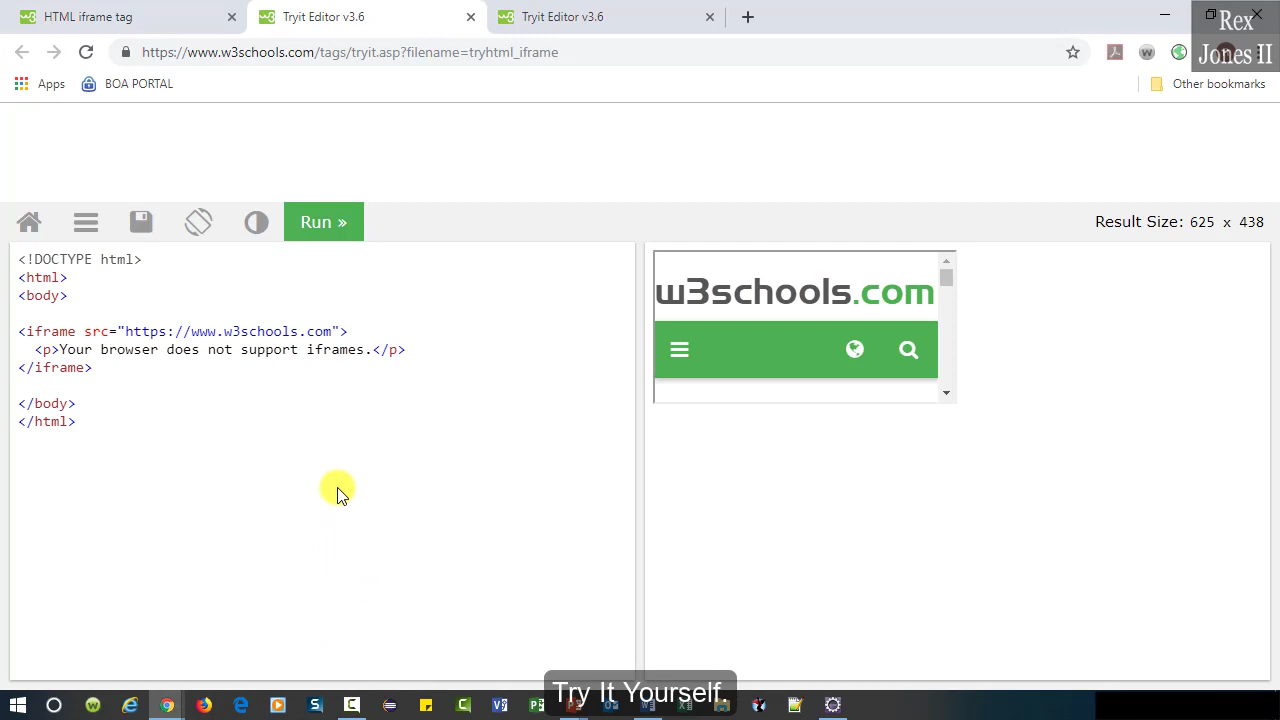 HTML iframe tag
Tryit Editor v3.6
Tryit Editor v3.6
Rex
Jones II
https://www.w3schools.com/tags/tryit.asp?filename=tryhtml_iframe
Apps
BOA PORTAL
Other bookmarks
Run »
Result Size: 625 x 438
<!DOCTYPE html>
<html>
<body>
<iframe src="https://www.w3schools.com">
<p>Your browser does not support iframes.</p>
</iframe>
</body>
</html>
w3schools.com
Try It Yourself.